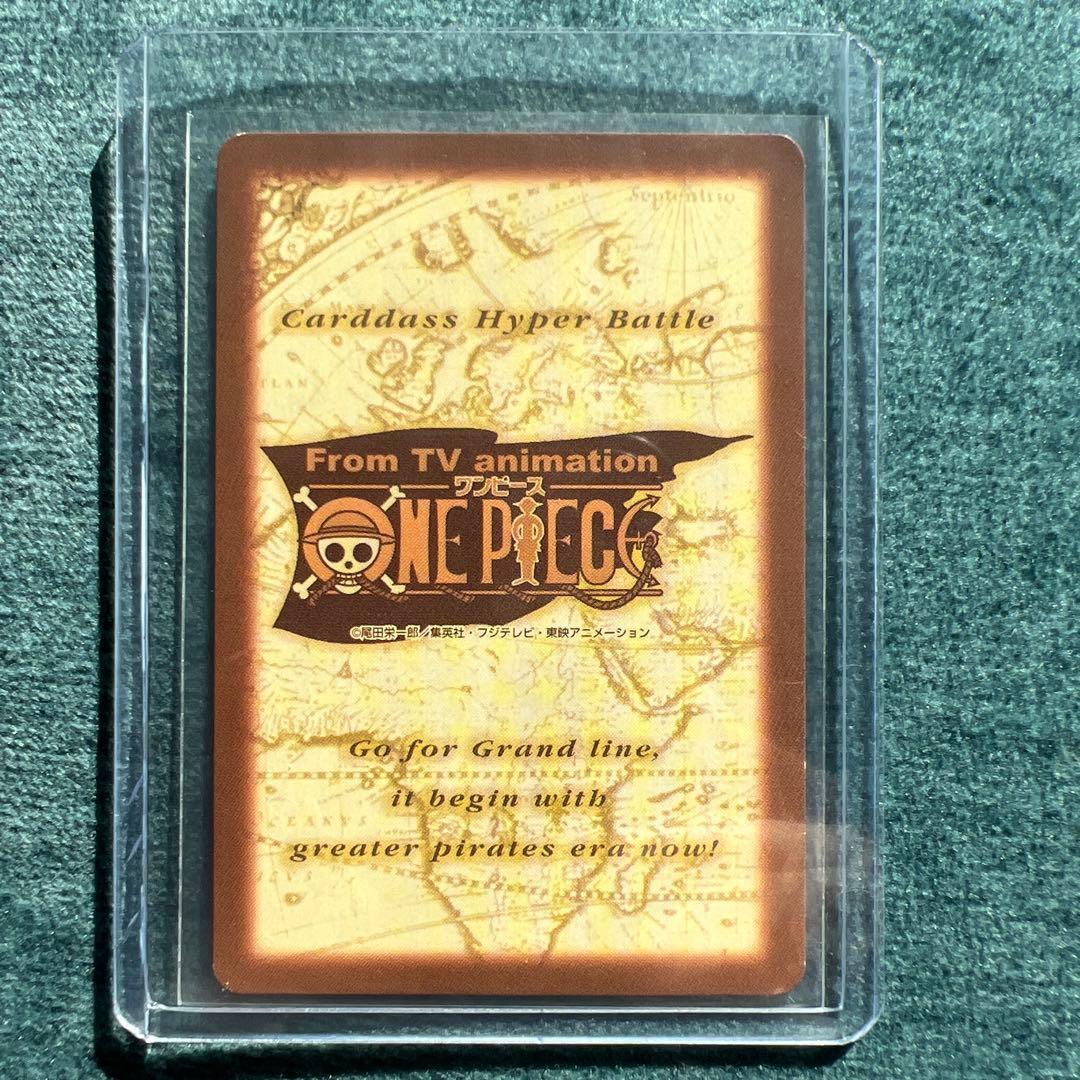 Septentrio
Carddass Hyper Battle
From TV animation
ワンピース
ONE PIECE
©尾田栄一郎／集英社・フジテレビ・東映アニメーション
Go for Grand line,
it begin with
greater pirates era now!